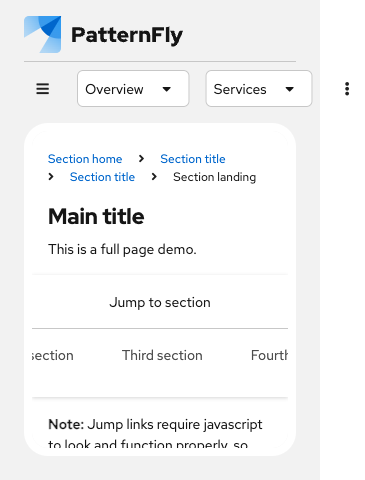 PatternFly
Overview
Services
Section home
Section title
Section title
Section landing
Main title
This is a full page demo.
Jump to section
section
Third section
Fourth
Note: Jump links require javascript
to look and function properly, so